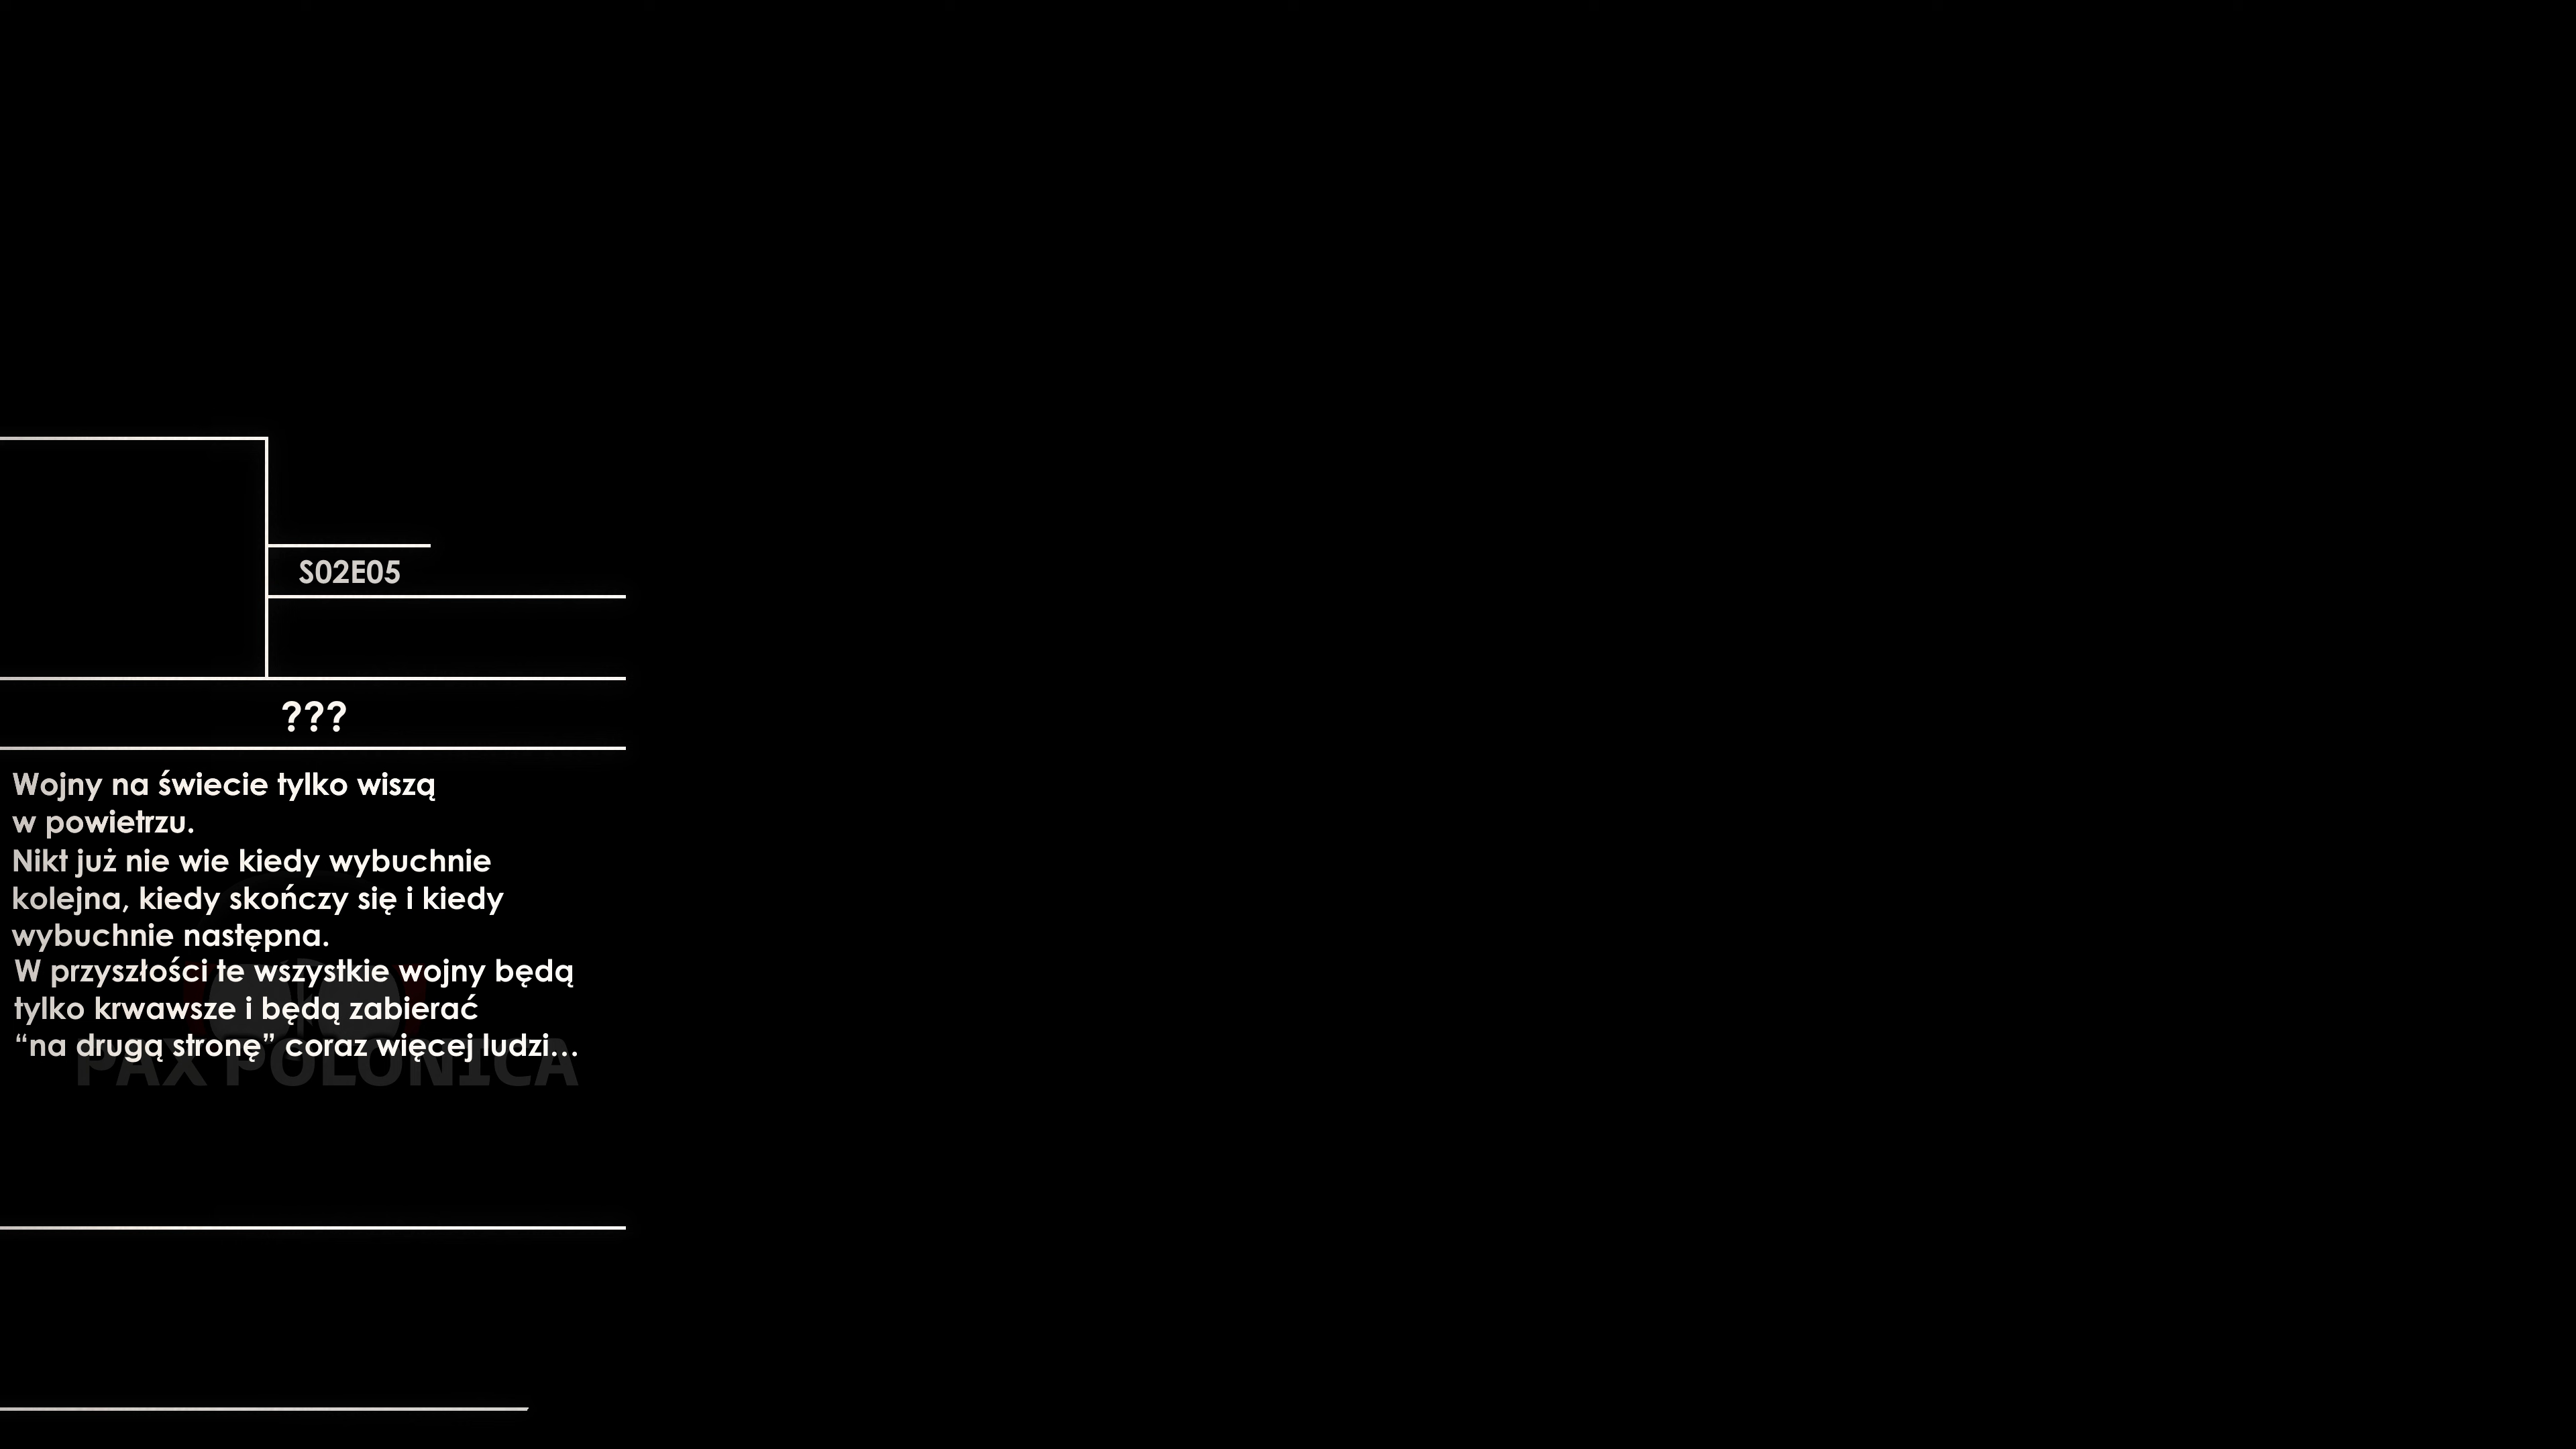 S02E05
???
Wojny na świecie tylko wiszą
w powietrzu.
Nikt już nie wie kiedy wybuchnie
kolejna, kiedy skończy się i kiedy
wybuchnie następna.
W przyszłości te wszystkie wojny będą
tylko krwawsze i będą zabierać
“na drugą stronę” coraz więcej ludzi...
PAX POLONICA